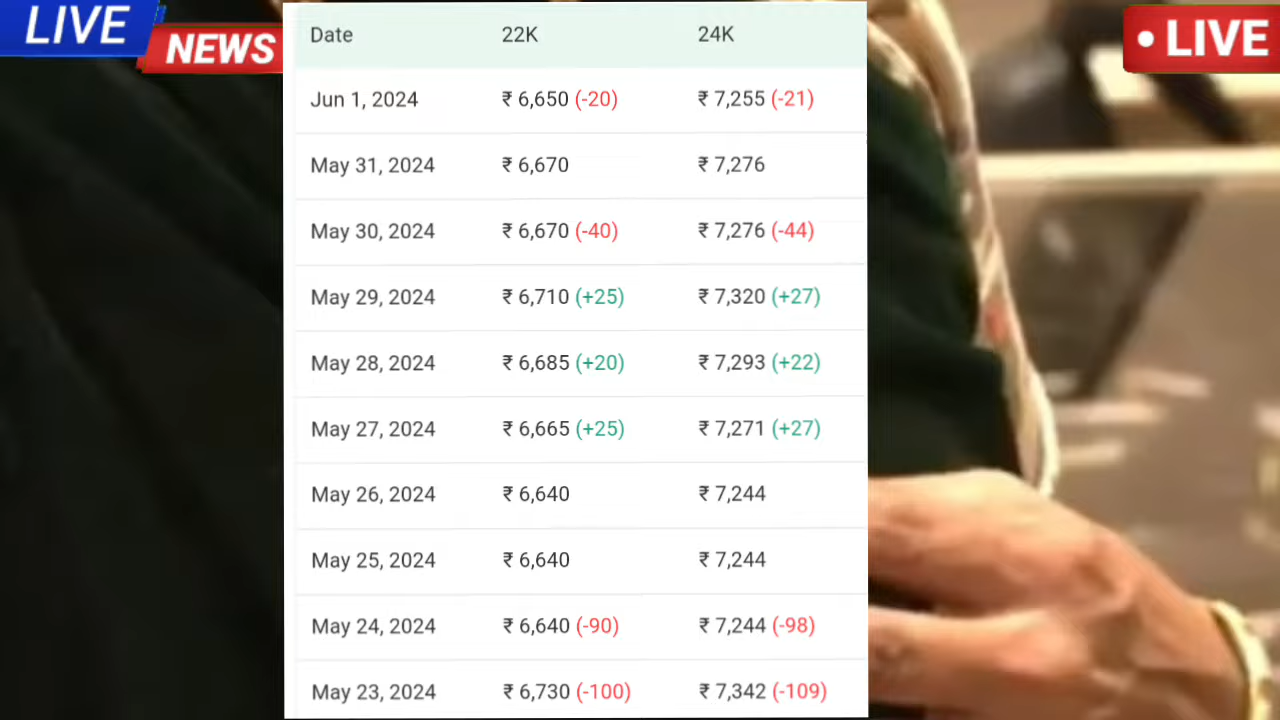 LIVE
NEWS
• LIVE
Date 22K 24K
Jun 1, 2024 ₹ 6,650 (-20) ₹ 7,255 (-21)
May 31, 2024 ₹ 6,670 ₹ 7,276
May 30, 2024 ₹ 6,670 (-40) ₹ 7,276 (-44)
May 29, 2024 ₹ 6,710 (+25) ₹ 7,320 (+27)
May 28, 2024 ₹ 6,685 (+20) ₹ 7,293 (+22)
May 27, 2024 ₹ 6,665 (+25) ₹ 7,271 (+27)
May 26, 2024 ₹ 6,640 ₹ 7,244
May 25, 2024 ₹ 6,640 ₹ 7,244
May 24, 2024 ₹ 6,640 (-90) ₹ 7,244 (-98)
May 23, 2024 ₹ 6,730 (-100) ₹ 7,342 (-109)